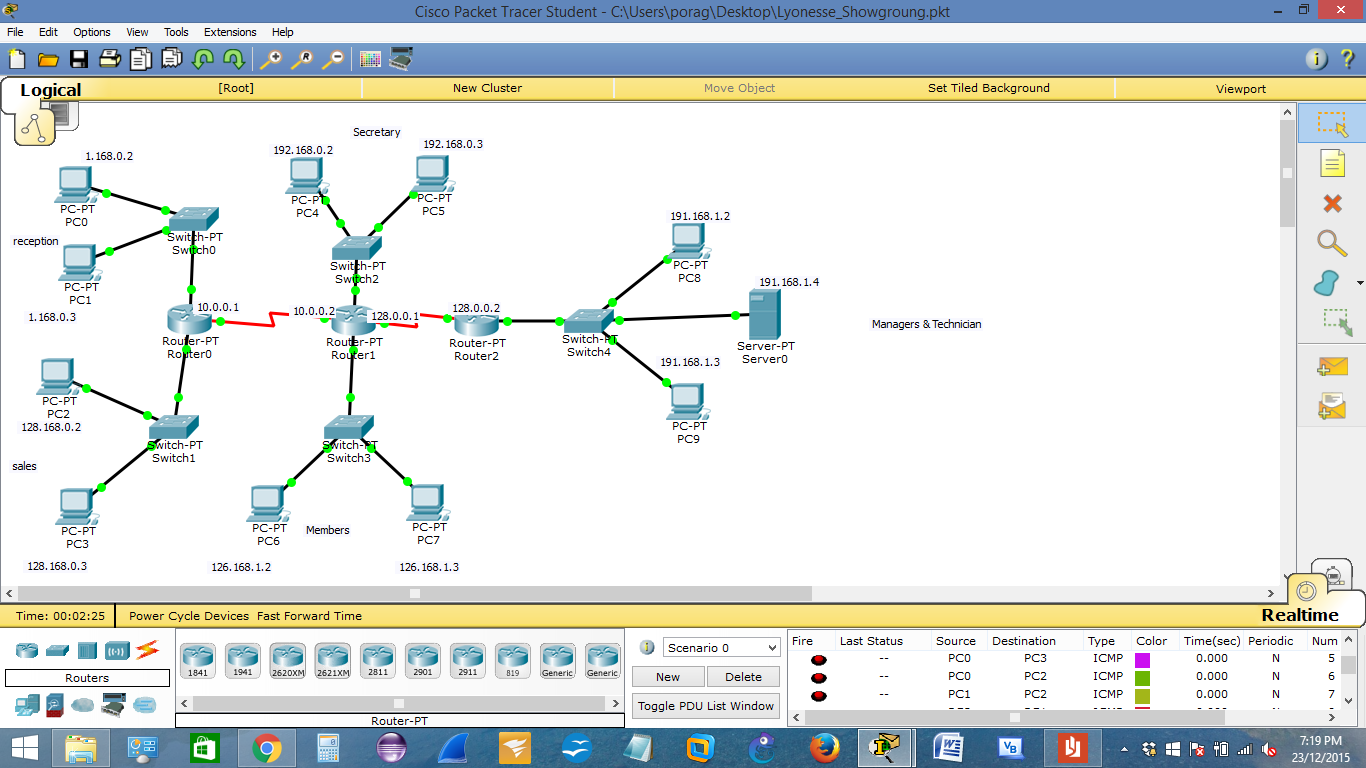 Cisco Packet Tracer Student - C:\Users\porag\Desktop\Lyonesse_Showgroung.pkt
File Edit Options View Tools Extensions Help
Logical [Root] New Cluster Move Object Set Tiled Background Viewport
Secretary
1.168.0.2
192.168.0.2
192.168.0.3
PC-PT
PC0
PC-PT
PC4
PC-PT
PC5
Switch-PT
Switch0
reception
PC-PT
PC1
1.168.0.3
Switch-PT
Switch2
191.168.1.2
PC-PT
PC8
191.168.1.4
10.0.0.1
10.0.0.2
128.0.0.1
128.0.0.2
Router-PT
Router0
Router-PT
Router1
Router-PT
Router2
Switch-PT
Switch4
Server-PT
Server0
Managers & Technician
191.168.1.3
PC-PT
PC9
PC-PT
PC2
128.168.0.2
Switch-PT
Switch1
Switch-PT
Switch3
sales
PC-PT
PC3
128.168.0.3
PC-PT
PC6
Members
PC-PT
PC7
126.168.1.2
126.168.1.3
Time: 00:02:25 Power Cycle Devices Fast Forward Time Realtime
Routers
1841 1941 2620XM 2621XM 2811 2901 2911 819 Generic Generic
Router-PT
Scenario 0
New Delete
Toggle PDU List Window
Fire Last Status Source Destination Type Color Time(sec) Periodic Num
-- PC0 PC3 ICMP 0.000 N 5
-- PC0 PC2 ICMP 0.000 N 6
-- PC1 PC2 ICMP 0.000 N 7
7:19 PM
23/12/2015